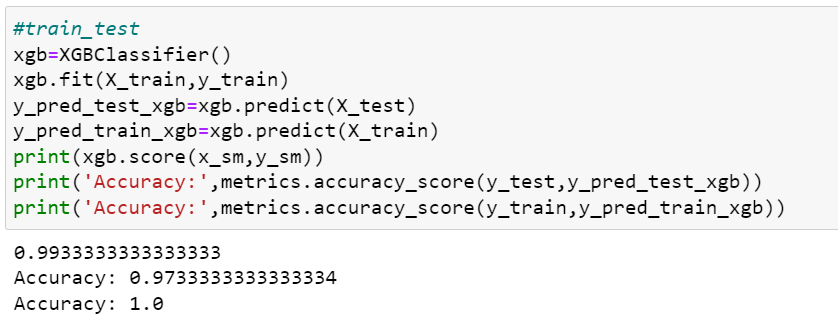 #train_test
xgb=XGBClassifier()
xgb.fit(X_train,y_train)
y_pred_test_xgb=xgb.predict(X_test)
y_pred_train_xgb=xgb.predict(X_train)
print(xgb.score(x_sm,y_sm))
print('Accuracy:',metrics.accuracy_score(y_test,y_pred_test_xgb))
print('Accuracy:',metrics.accuracy_score(y_train,y_pred_train_xgb))
0.9933333333333333
Accuracy: 0.9733333333333334
Accuracy: 1.0